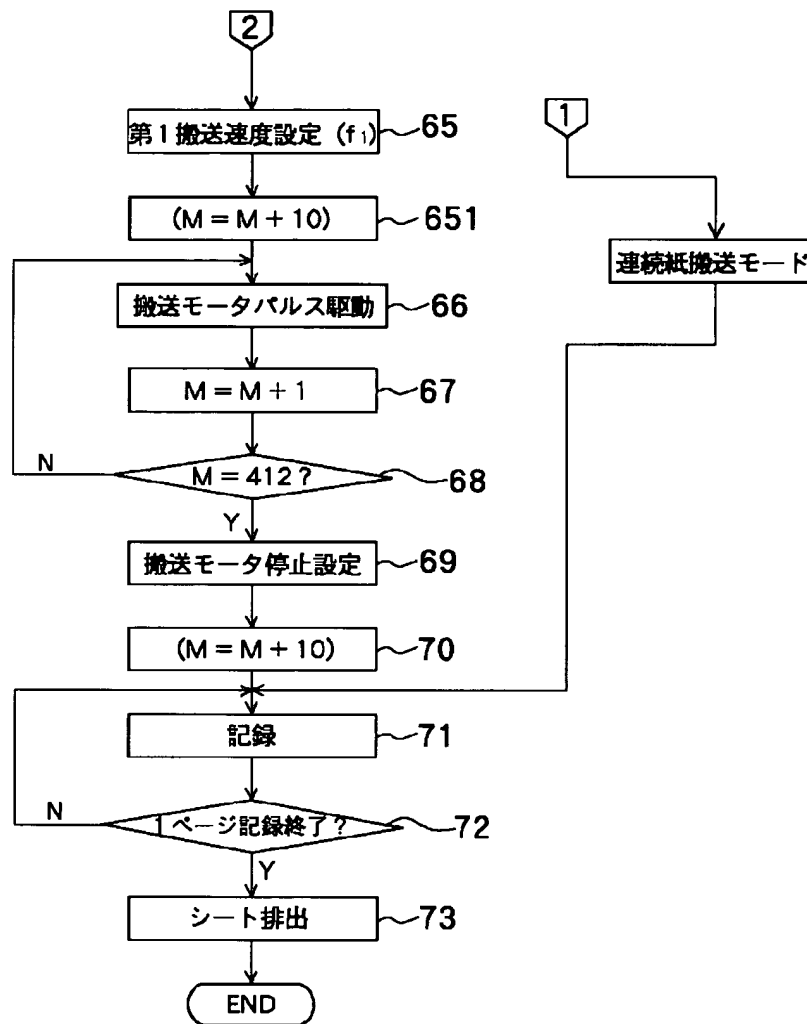 2
第1搬送速度設定 (f₁)
65
1
(M = M + 10)
651
連続紙搬送モード
搬送モータパルス駆動
66
M = M + 1
67
N
M = 412 ?
68
Y
搬送モータ停止設定
69
(M = M + 10)
70
記録
71
N
1ページ記録終了?
72
Y
シート排出
73
END